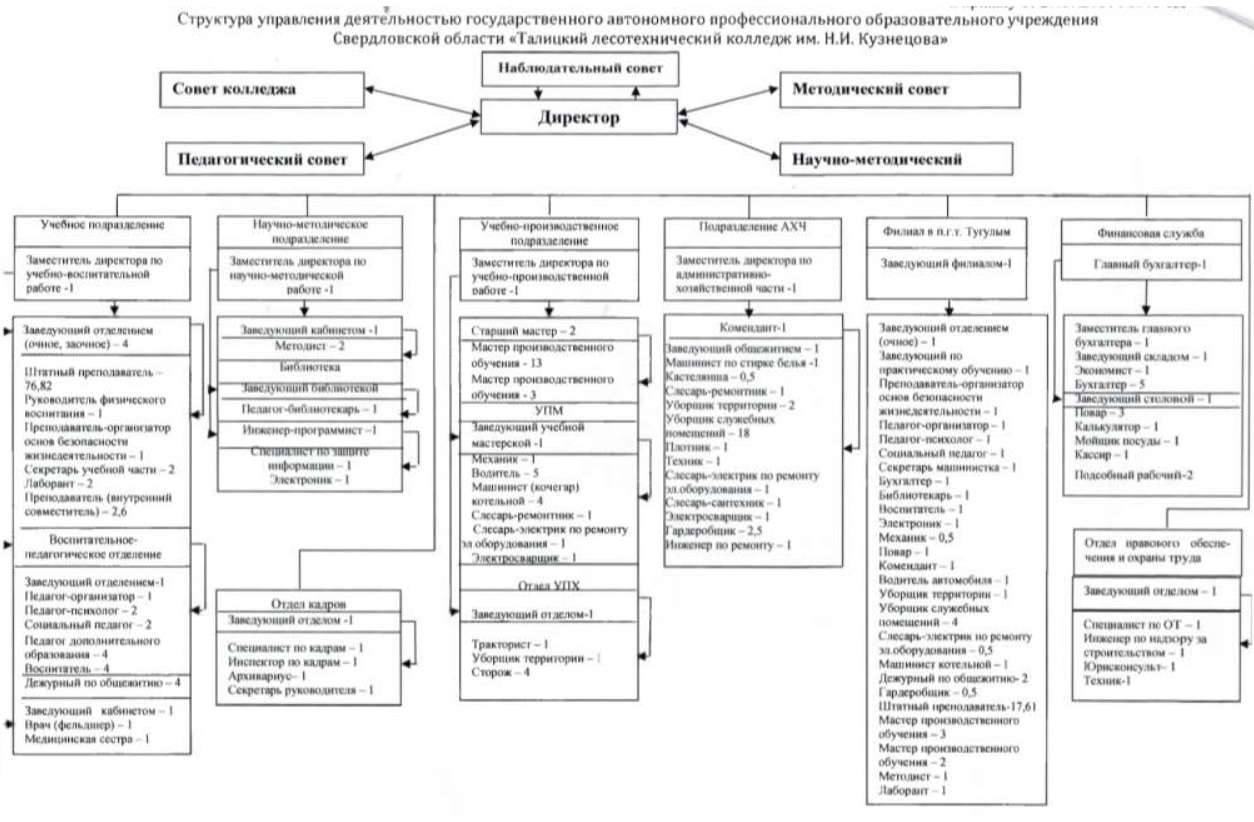 Структура управления деятельностью государственного автономного профессионального образовательного учреждения
Свердловской области «Талицкий лесотехнический колледж им. Н.И. Кузнецова»
Наблюдательный совет
Совет колледжа
Методический совет
Директор
Педагогический совет
Научно-методический
Учебное подразделение
Заместитель директора по
учебно-воспитательной
работе -1
Заведующий отделением
(очное, заочное) – 4
Штатный преподаватель –
76,82
Руководитель физического
воспитания – 1
Преподаватель-организатор
основ безопасности
жизнедеятельности – 1
Секретарь учебной части – 2
Лаборант – 2
Преподаватель (внутренний
совместитель) – 2,6
Воспитательное-
педагогическое отделение
Заведующий отделением-1
Педагог-организатор – 1
Педагог-психолог – 2
Социальный педагог – 2
Педагог дополнительного
образования – 4
Воспитатель – 4
Дежурный по общежитию – 4
Заведующий кабинетом – 1
Врач (фельдшер) – 1
Медицинская сестра – 1
Научно-методическое
подразделение
Заместитель директора по
научно-методической
работе -1
Заведующий кабинетом -1
Методист – 2
Библиотека
Заведующий библиотекой
Педагог-библиотекарь – 1
Инженер-программист –1
Специалист по защите
информации – 1
Электроник – 1
Отдел кадров
Заведующий отделом -1
Специалист по кадрам – 1
Инспектор по кадрам – 1
Архивариус– 1
Секретарь руководителя – 1
Учебно-производственное
подразделение
Заместитель директора по
учебно-производственной
работе -1
Старший мастер – 2
Мастер производственного
обучения - 13
Мастер производственного
обучения - 3
УПМ
Заведующий учебной
мастерской -1
Механик – 1
Водитель – 5
Машинист (кочегар)
котельной – 4
Слесарь-ремонтник – 1
Слесарь-электрик по ремонту
эл.оборудования – 1
Электросварщик – 1
Отдел УПХ
Заведующий отделом-1
Тракторист – 1
Уборщик территории – 1
Сторож – 4
Подразделение АХЧ
Заместитель директора по
административно-
хозяйственной части -1
Комендант-1
Заведующий общежитием – 1
Машинист по стирке белья -1
Кастелянша – 0,5
Слесарь-ремонтник – 1
Уборщик территории – 2
Уборщик служебных
помещений – 18
Плотник – 1
Техник – 1
Слесарь-электрик по ремонту
эл.оборудования – 1
Слесарь-сантехник – 1
Электросварщик – 1
Гардеробщик – 2,5
Инженер по ремонту – 1
Филиал в п.г.т. Тугулым
Заведующий филиалом-1
Заведующий отделением
(очное) – 1
Заведующий по
практическому обучению – 1
Преподаватель-организатор
основ безопасности
жизнедеятельности – 1
Педагог-организатор – 1
Педагог-психолог – 1
Социальный педагог – 1
Секретарь машинистка – 1
Бухгалтер – 1
Библиотекарь – 1
Воспитатель – 1
Электроник – 1
Механик – 0,5
Повар – 1
Комендант – 1
Водитель автомобиля – 1
Уборщик территории – 1
Уборщик служебных
помещений – 4
Слесарь-электрик по ремонту
эл.оборудования – 0,5
Машинист котельной – 1
Дежурный по общежитию- 2
Гардеробщик – 0,5
Штатный преподаватель-17,61
Мастер производственного
обучения – 3
Мастер производственного
обучения – 2
Методист – 1
Лаборант – 1
Финансовая служба
Главный бухгалтер-1
Заместитель главного
бухгалтера – 1
Заведующий складом – 1
Экономист – 1
Бухгалтер – 5
Заведующий столовой – 1
Повар – 3
Калькулятор – 1
Мойщик посуды – 1
Кассир – 1
Подсобный рабочий-2
Отдел правового обеспе-
чения и охраны труда
Заведующий отделом – 1
Специалист по ОТ – 1
Инженер по надзору за
строительством – 1
Юрисконсульт– 1
Техник-1